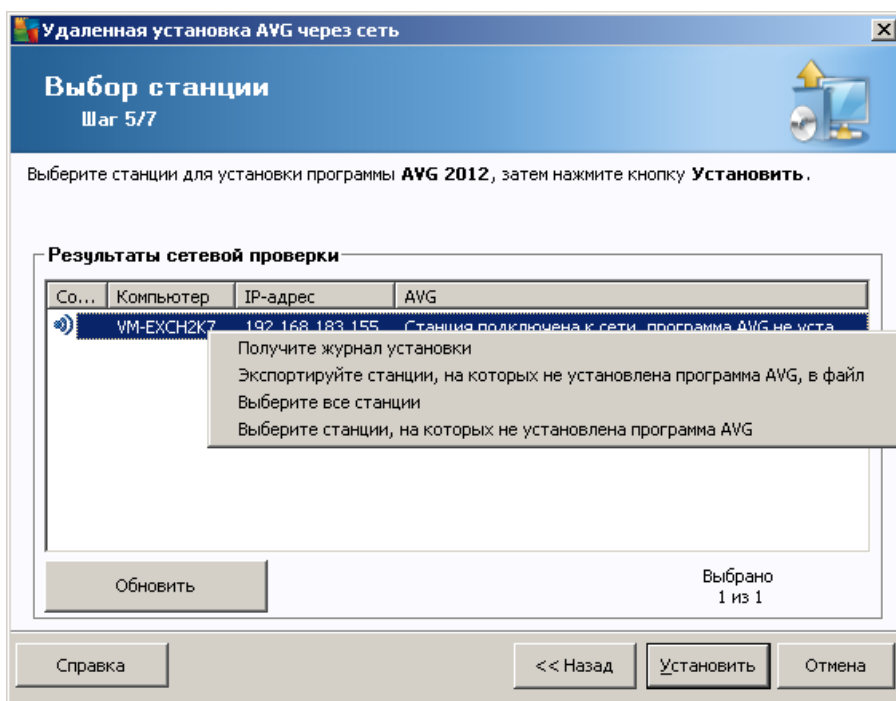 Удаленная установка AVG через сеть
Выбор станции
Шаг 5/7
Выберите станции для установки программы AVG 2012, затем нажмите кнопку Установить.
Результаты сетевой проверки
Со... Компьютер IP-адрес AVG
VM-EXCH2K7 192.168.183.155 Станция подключена к сети, программа AVG не уста...
Получите журнал установки
Экспортируйте станции, на которых не установлена программа AVG, в файл
Выберите все станции
Выберите станции, на которых не установлена программа AVG
Обновить
Выбрано
1 из 1
Справка << Назад Установить Отмена